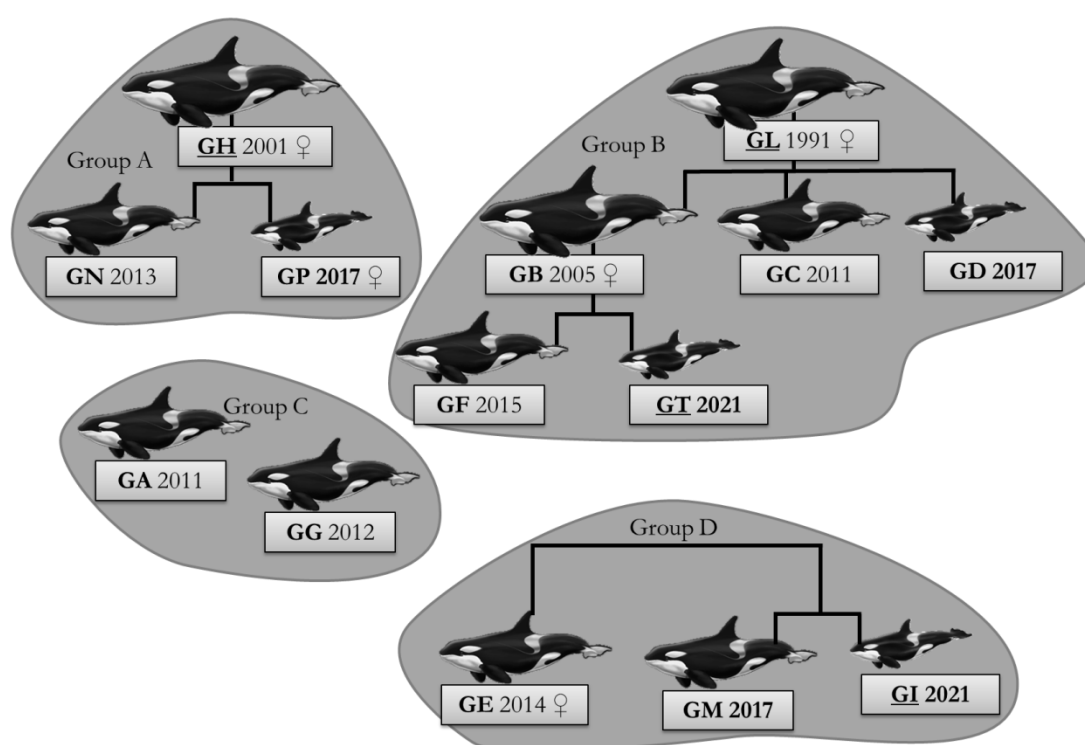 Group A
GH 2001 ♀
GN 2013
GP 2017 ♀
Group B
GL 1991 ♀
GB 2005 ♀
GC 2011
GD 2017
GF 2015
GT 2021
Group C
GA 2011
GG 2012
Group D
GE 2014 ♀
GM 2017
GI 2021